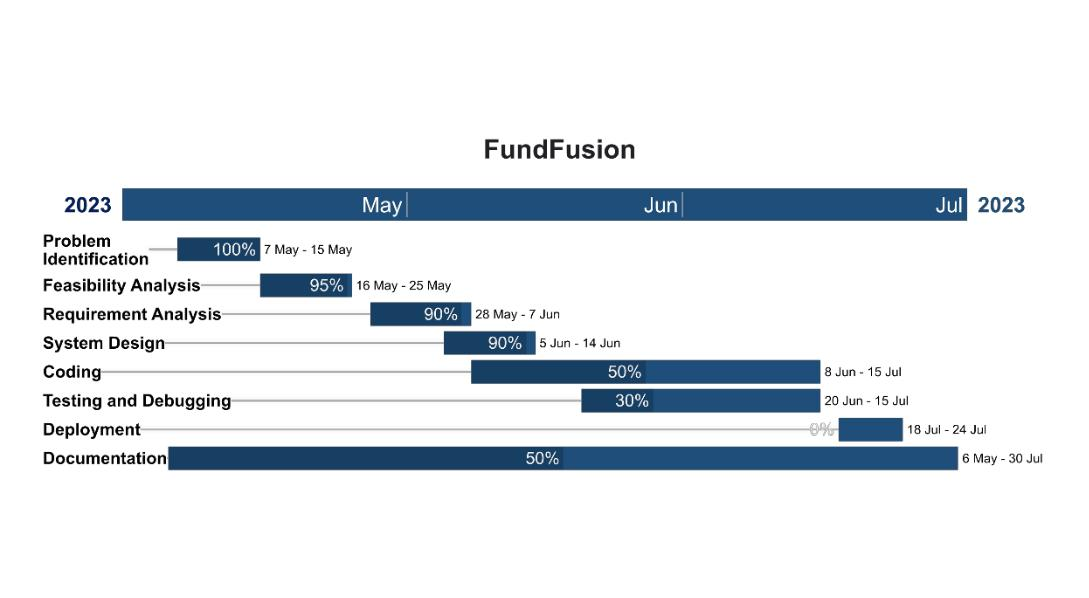 FundFusion
2023 May Jun Jul 2023
Problem
Identification 100% 7 May - 15 May
Feasibility Analysis 95% 16 May - 25 May
Requirement Analysis 90% 28 May - 7 Jun
System Design 90% 5 Jun - 14 Jun
Coding 50% 8 Jun - 15 Jul
Testing and Debugging 30% 20 Jun - 15 Jul
Deployment 0% 18 Jul - 24 Jul
Documentation 50% 6 May - 30 Jul